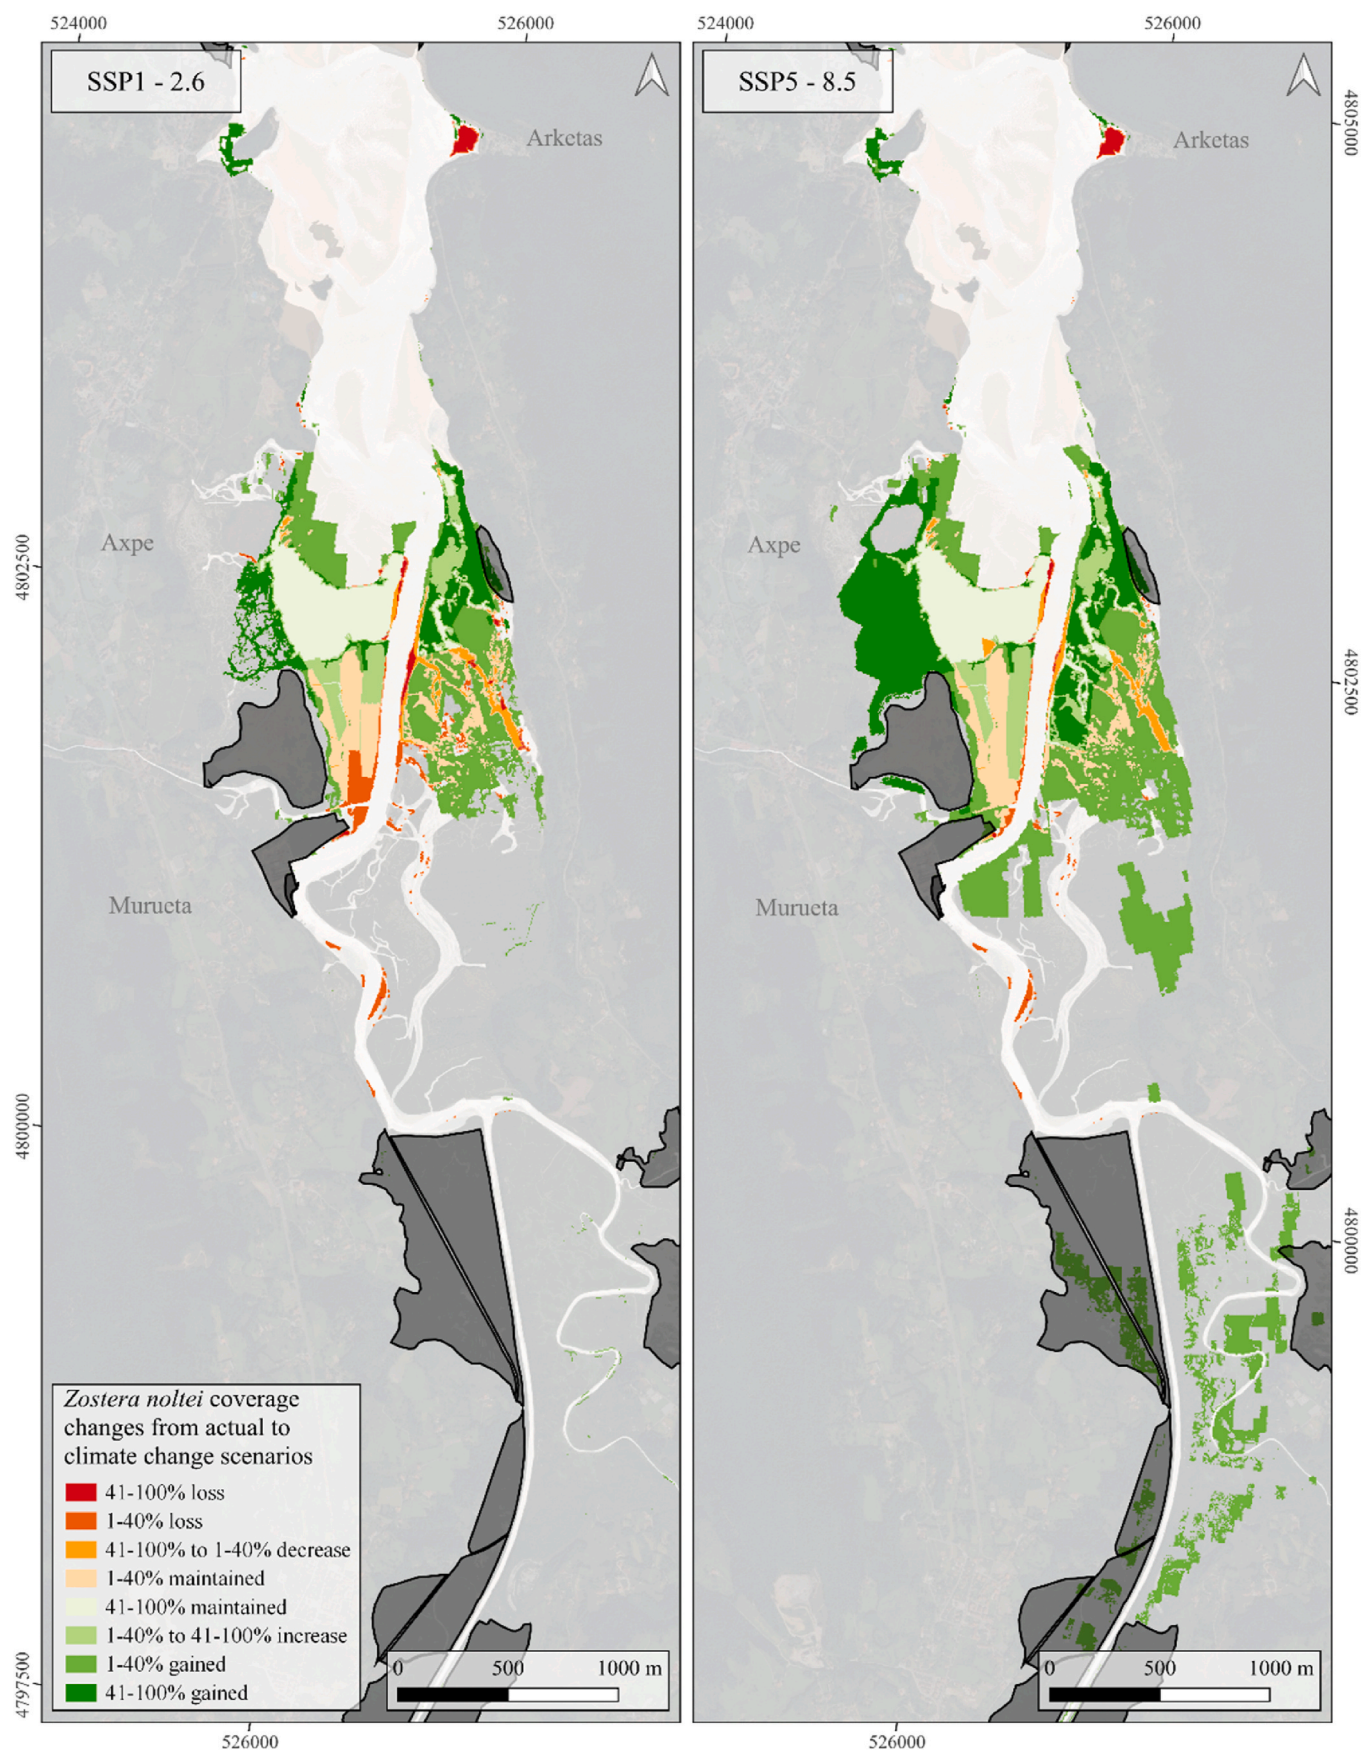 524000
526000
524000
526000
SSP1 - 2.6
SSP5 - 8.5
Arketas
Arketas
4805000
Axpe
Axpe
4802500
4802500
Murueta
Murueta
4800000
4800000
Zostera noltei coverage
changes from actual to
climate change scenarios
41-100% loss
1-40% loss
41-100% to 1-40% decrease
1-40% maintained
41-100% maintained
1-40% to 41-100% increase
1-40% gained
41-100% gained
4797500
0 500 1000 m
0 500 1000 m
526000
526000